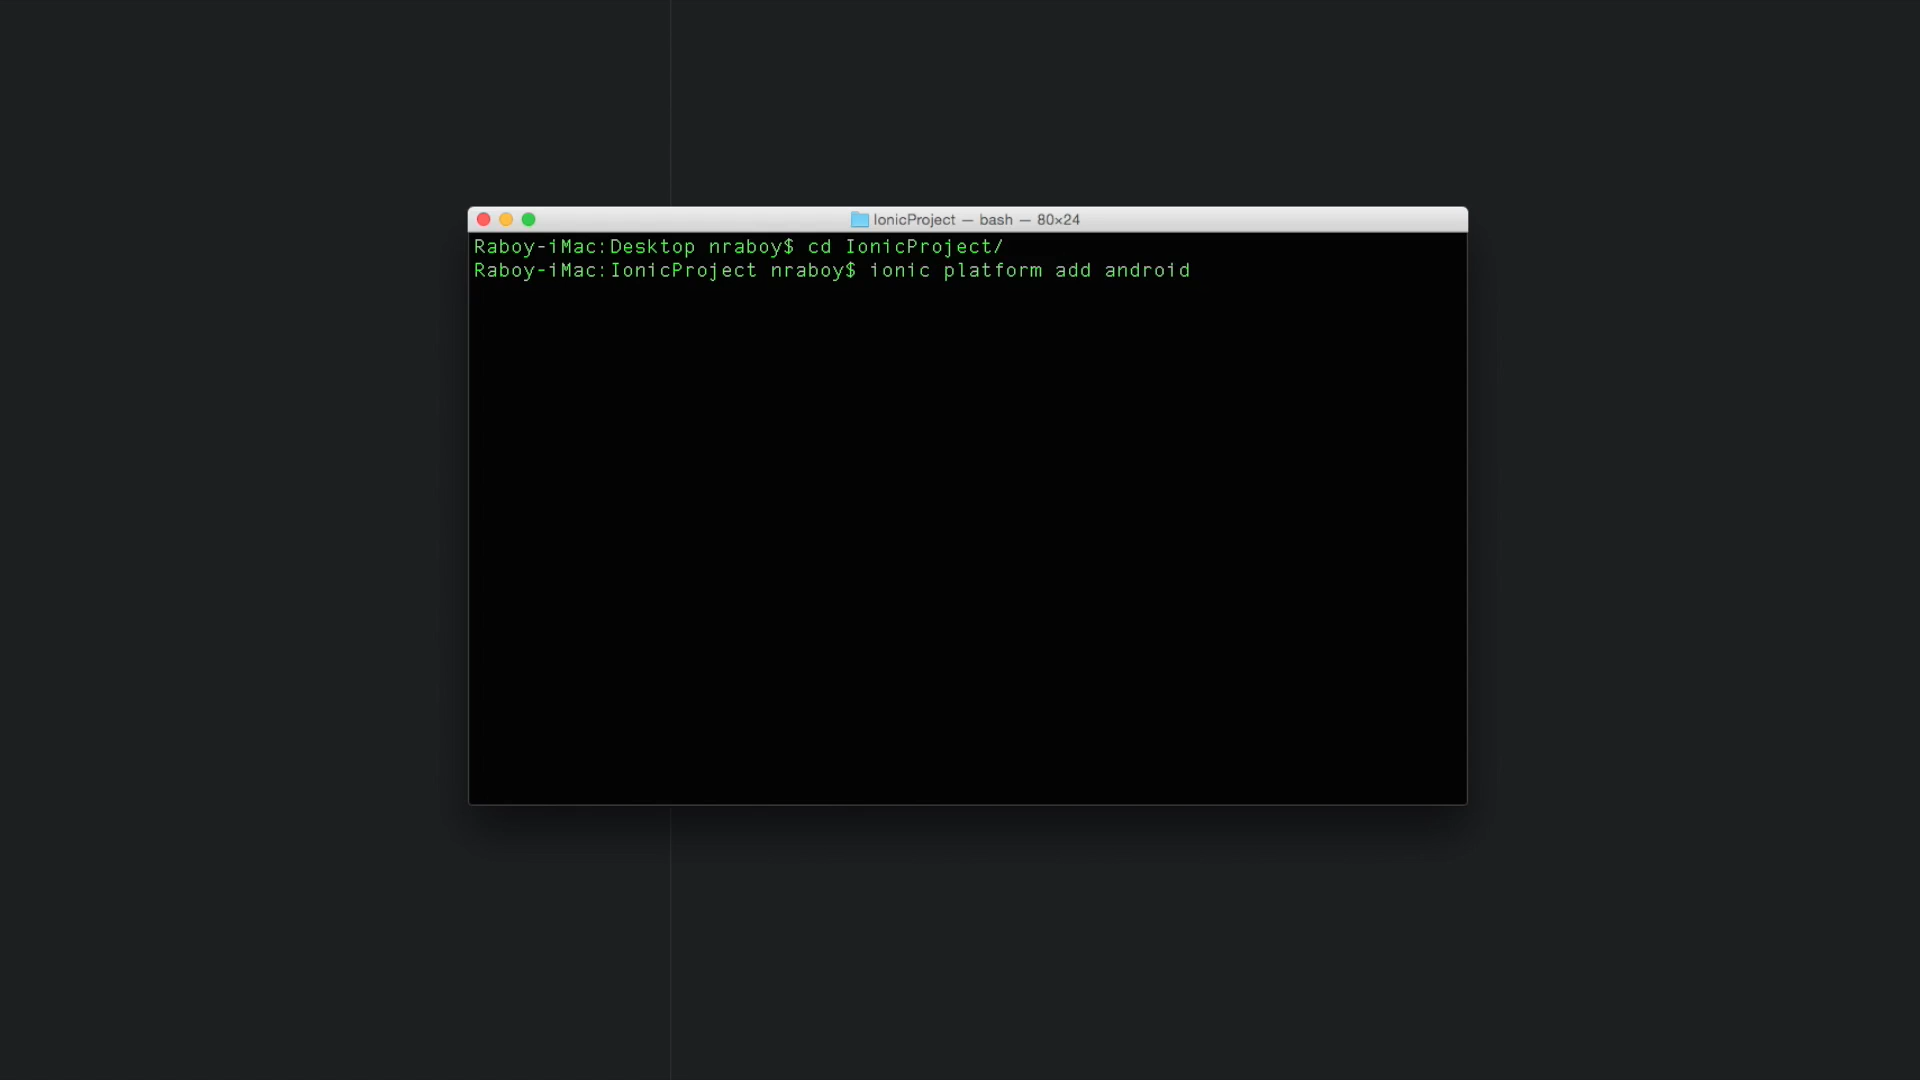 IonicProject — bash — 80×24
Raboy-iMac:Desktop nraboy$ cd IonicProject/
Raboy-iMac:IonicProject nraboy$ ionic platform add android